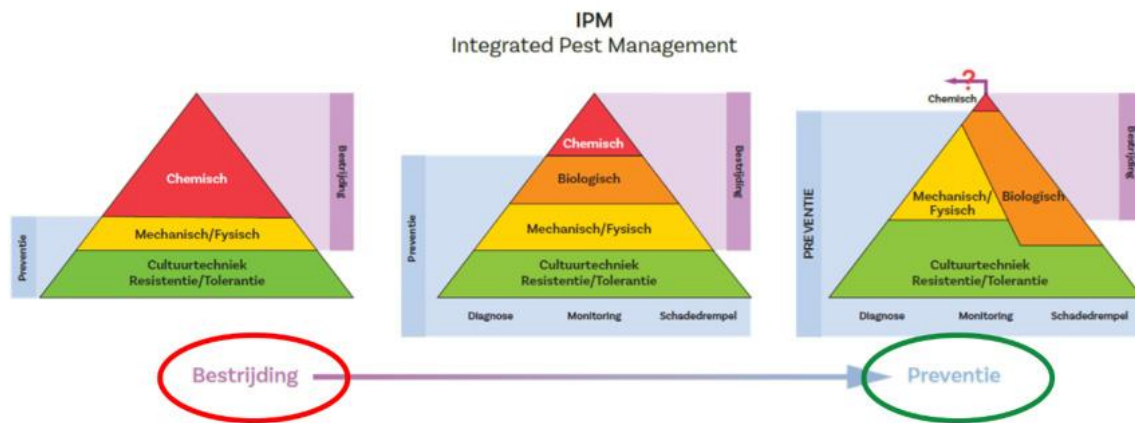 IPM
Integrated Pest Management
Chemisch
Mechanisch/Fysisch
Cultuurtechniek
Resistentie/Tolerantie
Preventie
Bestrijding
Chemisch
Biologisch
Mechanisch/Fysisch
Cultuurtechniek
Resistentie/Tolerantie
Preventie
Bestrijding
Diagnose Monitoring Schadedrempel
?
Chemisch
Mechanisch/
Fysisch
Biologisch
Cultuurtechniek
Resistentie/Tolerantie
PREVENTIE
Bestrijding
Diagnose Monitoring Schadedrempel
Bestrijding
Preventie